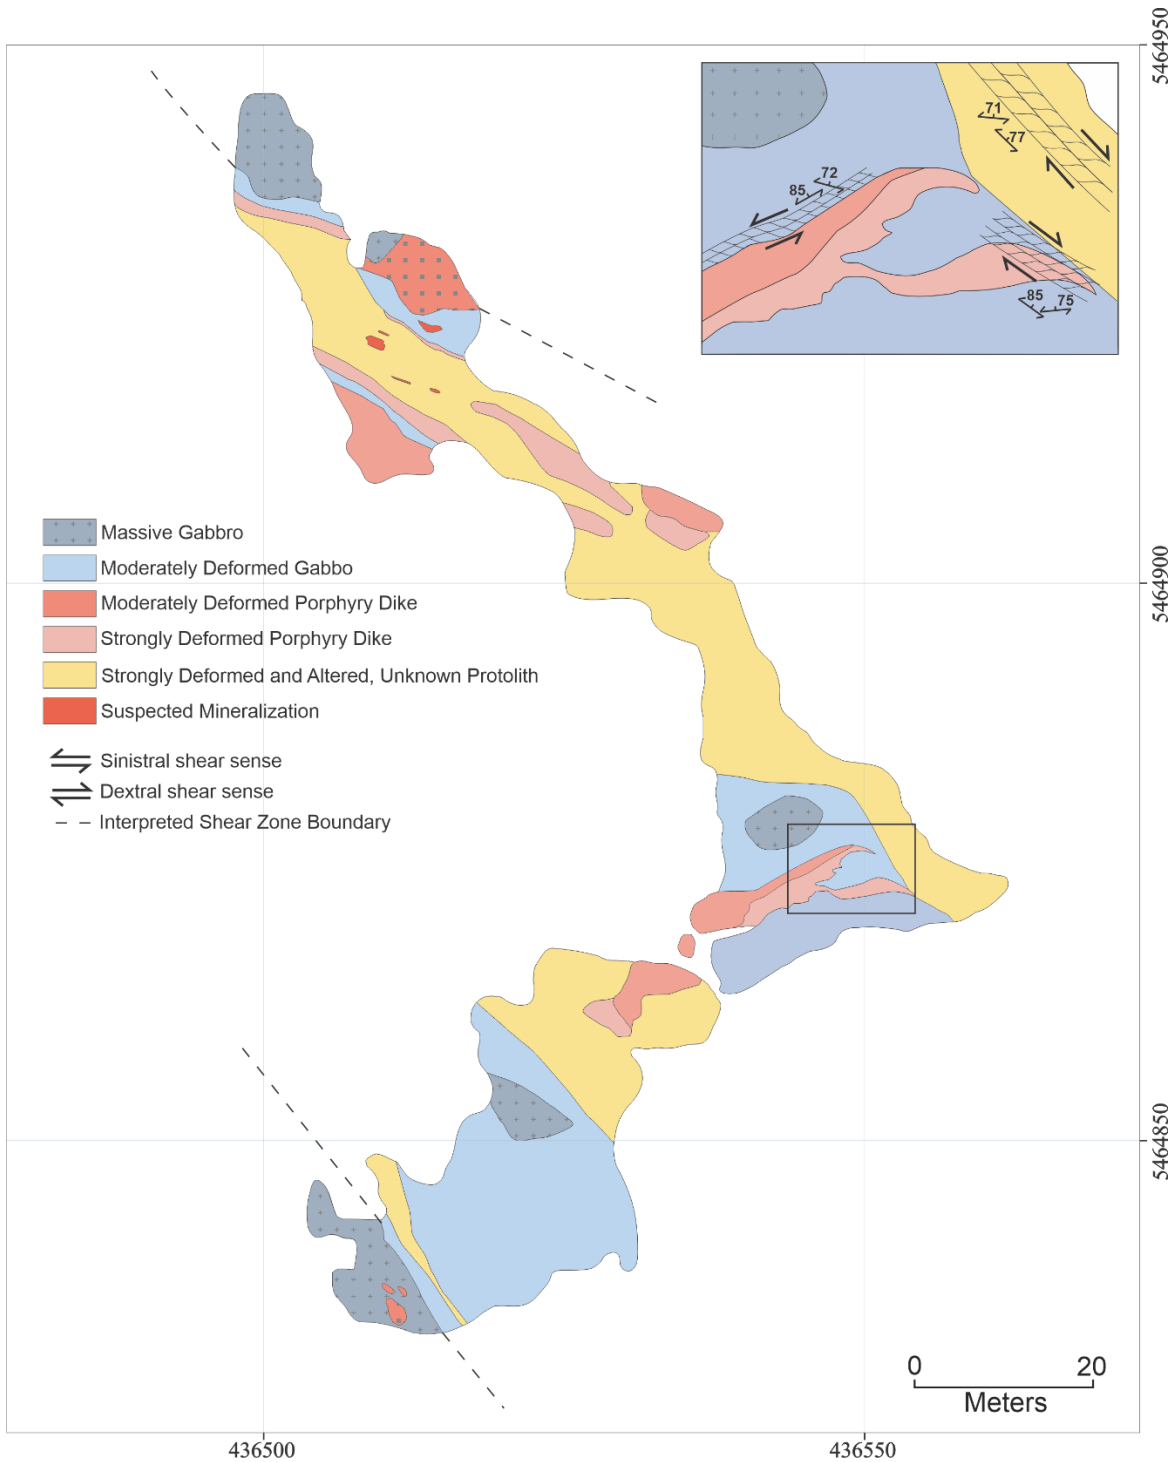 5464950
71
77
72
85
85
75
Massive Gabbro
5464900
Moderately Deformed Gabbo
Moderately Deformed Porphyry Dike
Strongly Deformed Porphyry Dike
Strongly Deformed and Altered, Unknown Protolith
Suspected Mineralization
Sinistral shear sense
Dextral shear sense
Interpreted Shear Zone Boundary
5464850
0 20
Meters
436500 436550